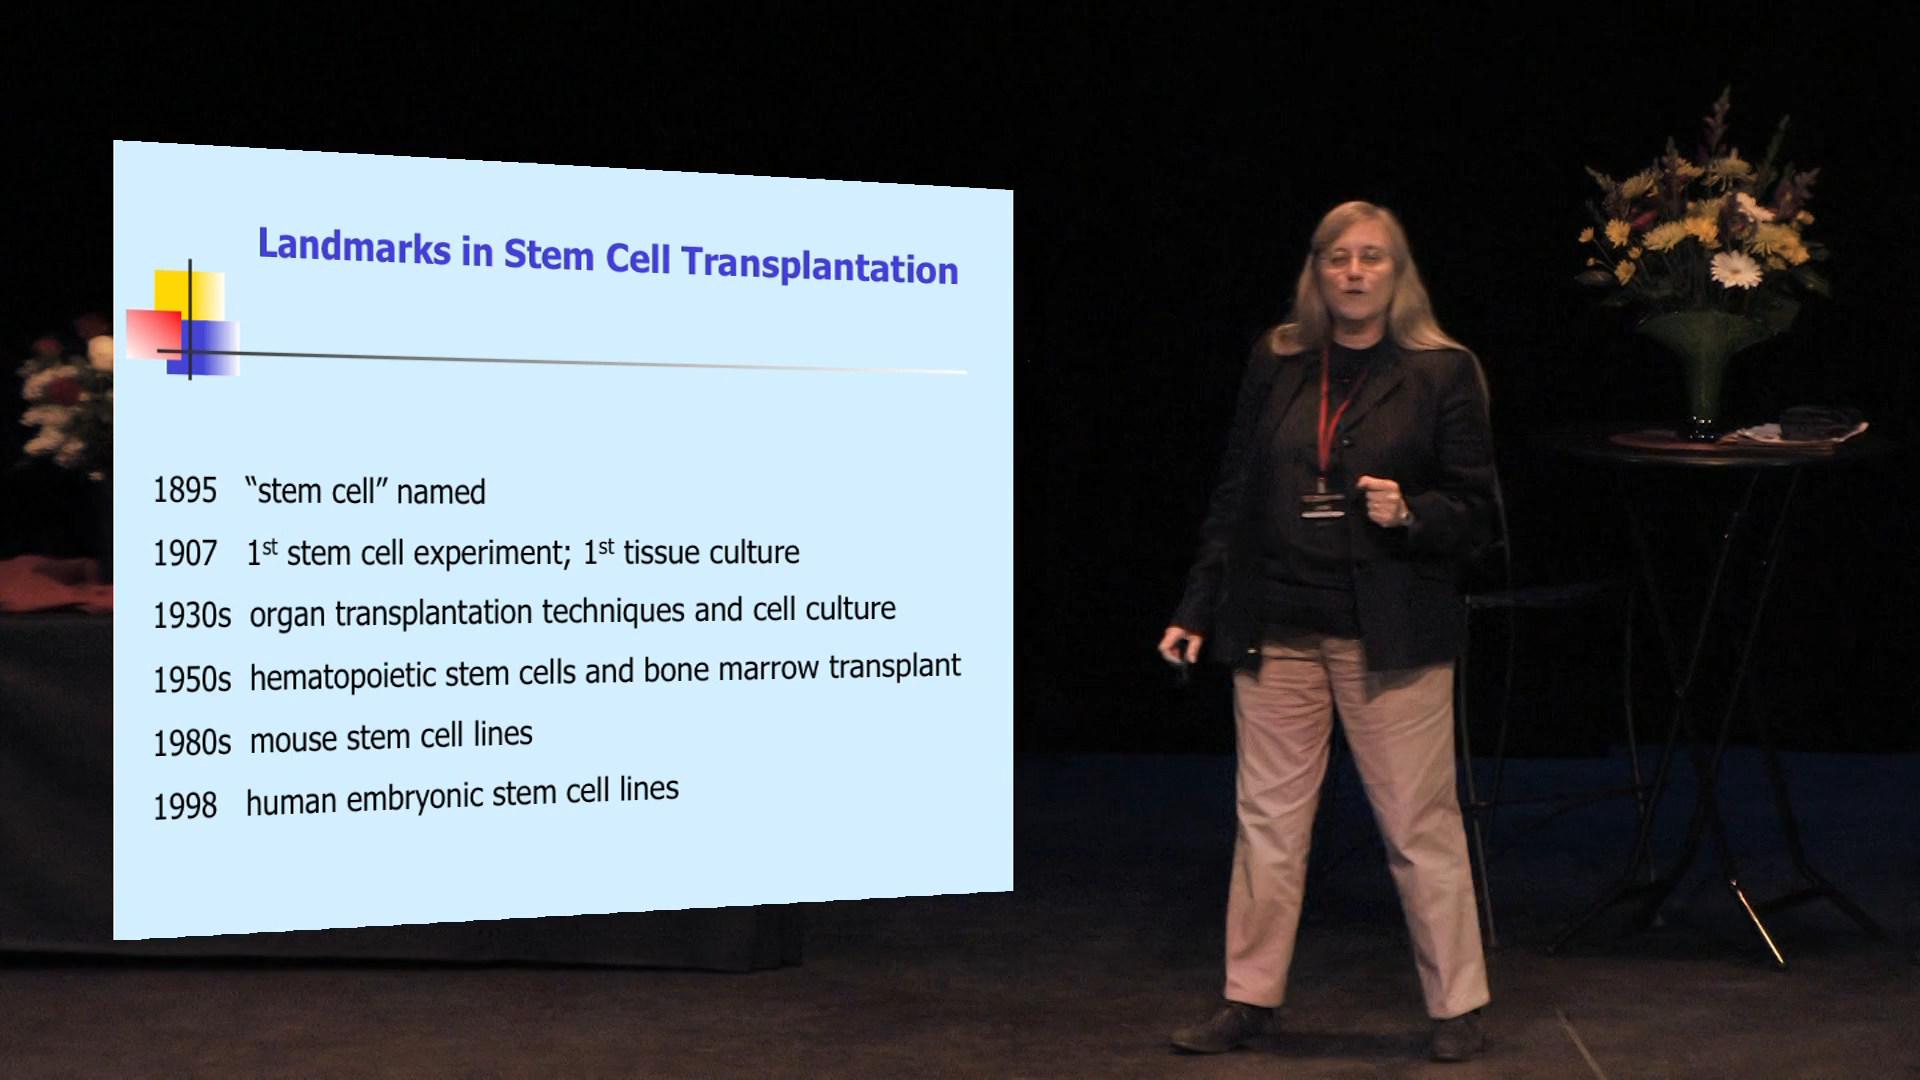 Landmarks in Stem Cell Transplantation
1895 “stem cell” named
1907 1st stem cell experiment; 1st tissue culture
1930s organ transplantation techniques and cell culture
1950s hematopoietic stem cells and bone marrow transplant
1980s mouse stem cell lines
1998 human embryonic stem cell lines